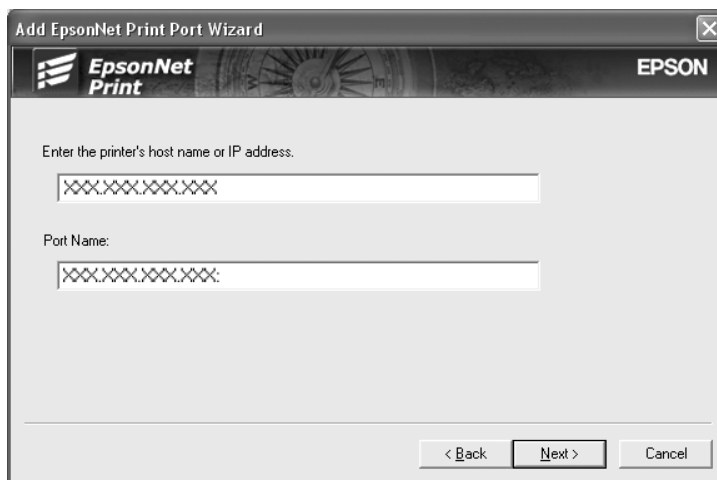 Add EpsonNet Print Port Wizard
EpsonNet
Print
EPSON
Enter the printer's host name or IP address.
XXX.XXX.XXX.XXX
Port Name:
XXX.XXX.XXX.XXX:
< Back
Next >
Cancel